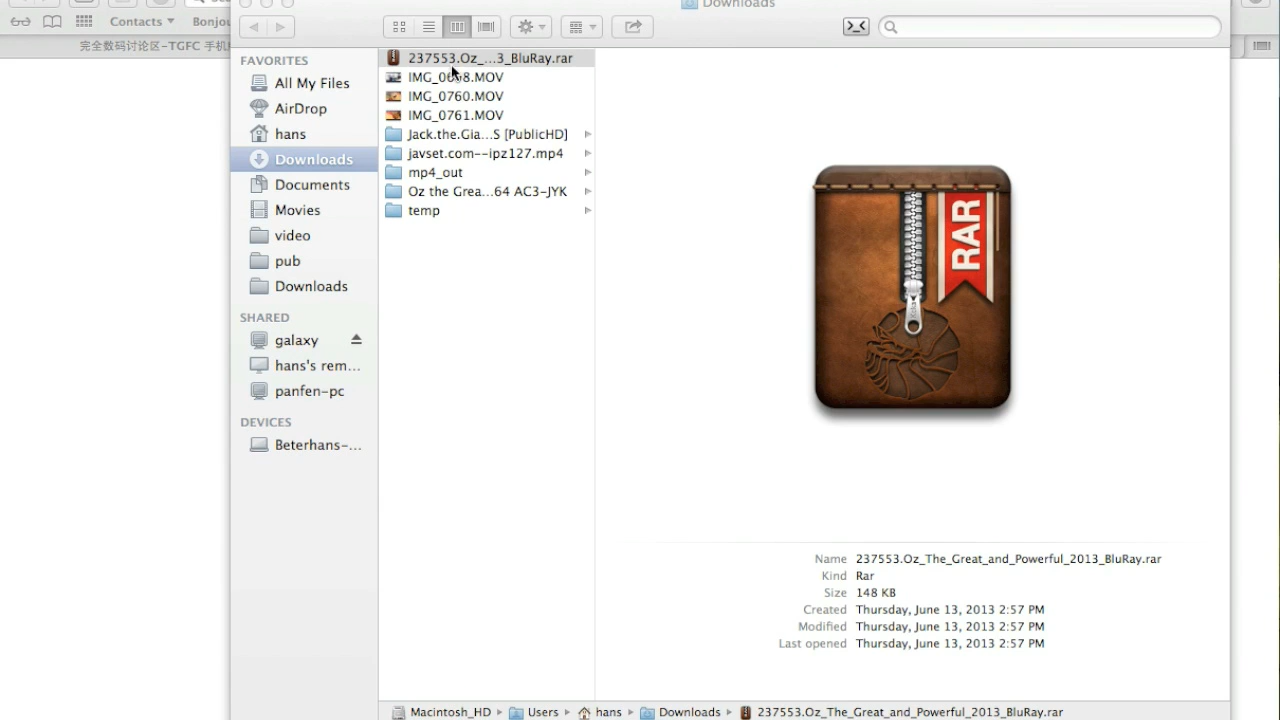 Downloads
Contacts
Bonjou
完全数码讨论区-TGFC 手机
FAVORITES
All My Files
AirDrop
hans
Downloads
Documents
Movies
video
pub
Downloads
SHARED
galaxy
hans's rem...
panfen-pc
DEVICES
Beterhans-...
237553.Oz_...3_BluRay.rar
IMG_0698.MOV
IMG_0760.MOV
IMG_0761.MOV
Jack.the.Gia...S [PublicHD]
javset.com--ipz127.mp4
mp4_out
Oz the Grea...64 AC3-JYK
temp
RAR
Name 237553.Oz_The_Great_and_Powerful_2013_BluRay.rar
Kind Rar
Size 148 KB
Created Thursday, June 13, 2013 2:57 PM
Modified Thursday, June 13, 2013 2:57 PM
Last opened Thursday, June 13, 2013 2:57 PM
Macintosh_HD Users hans Downloads 237553.Oz_The_Great_and_Powerful_2013_BluRay.rar